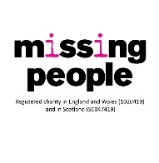 missing
people
Registered charity in England and Wales (1020419)
and in Scotland (SC047419)